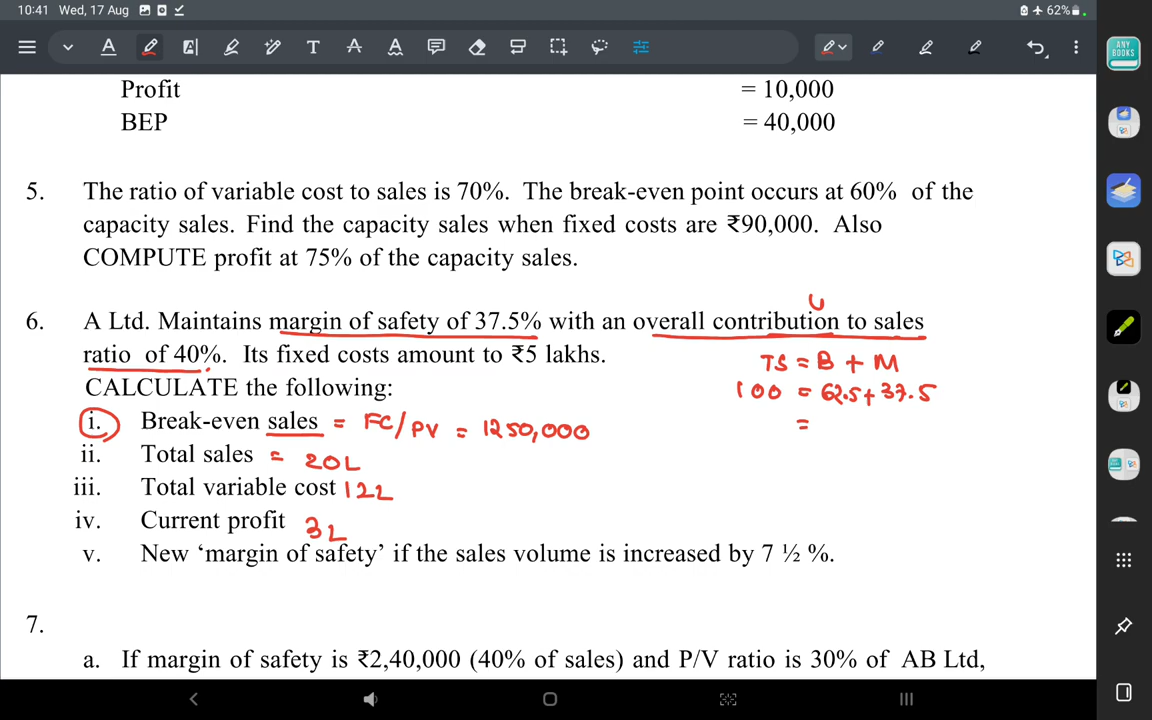 10:41 Wed, 17 Aug
62%
Profit = 10,000
BEP = 40,000
5. The ratio of variable cost to sales is 70%. The break-even point occurs at 60% of the
capacity sales. Find the capacity sales when fixed costs are ₹90,000. Also
COMPUTE profit at 75% of the capacity sales.
6. A Ltd. Maintains margin of safety of 37.5% with an overall contribution to sales
ratio of 40%. Its fixed costs amount to ₹5 lakhs.
TS = B + M
CALCULATE the following:
100 = 62.5 + 37.5
i. Break-even sales = FC/PV = 1250,000
=
ii. Total sales = 20L
iii. Total variable cost 12L
iv. Current profit 3L
v. New ‘margin of safety’ if the sales volume is increased by 7 ½ %.
7.
a. If margin of safety is ₹2,40,000 (40% of sales) and P/V ratio is 30% of AB Ltd,
ANY
BOOKS